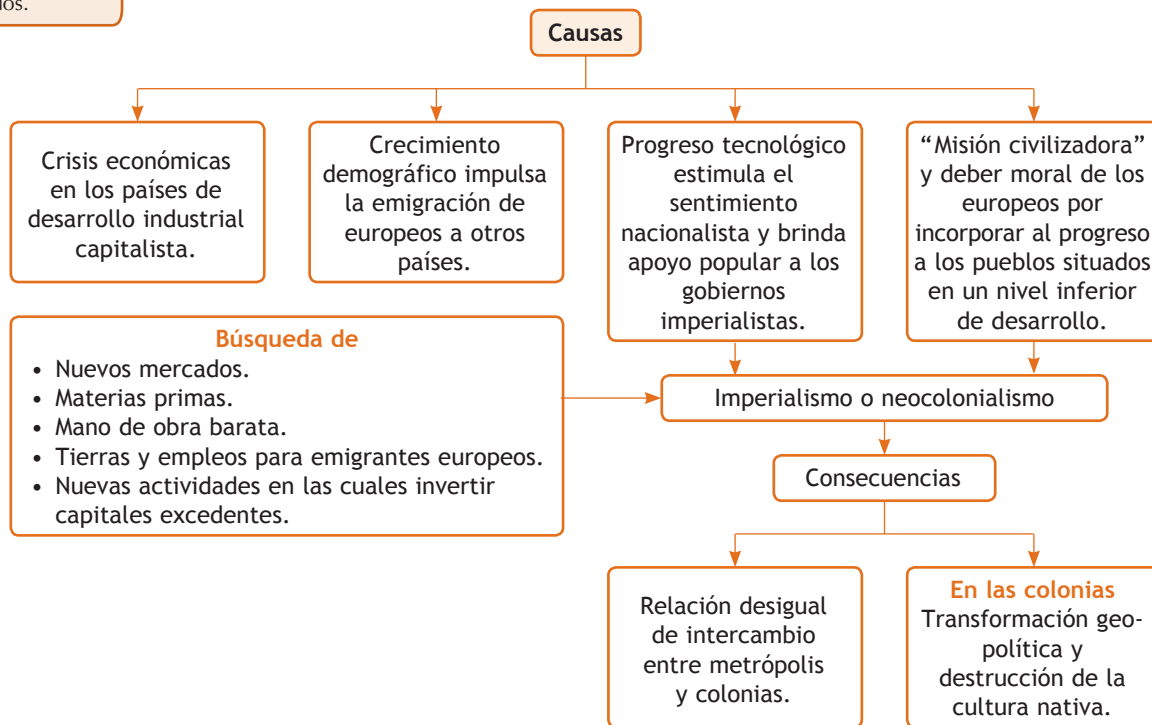 Causas
Crisis económicas
en los países de
desarrollo industrial
capitalista.
Crecimiento
demográfico impulsa
la emigración de
europeos a otros
países.
Progreso tecnológico
estimula el
sentimiento
nacionalista y brinda
apoyo popular a los
gobiernos
imperialistas.
“Misión civilizadora”
y deber moral de los
europeos por
incorporar al progreso
a los pueblos situados
en un nivel inferior
de desarrollo.
Búsqueda de
• Nuevos mercados.
• Materias primas.
• Mano de obra barata.
• Tierras y empleos para emigrantes europeos.
• Nuevas actividades en las cuales invertir
capitales excedentes.
Imperialismo o neocolonialismo
Consecuencias
Relación desigual
de intercambio
entre metrópolis
y colonias.
En las colonias
Transformación geo-
política y
destrucción de la
cultura nativa.